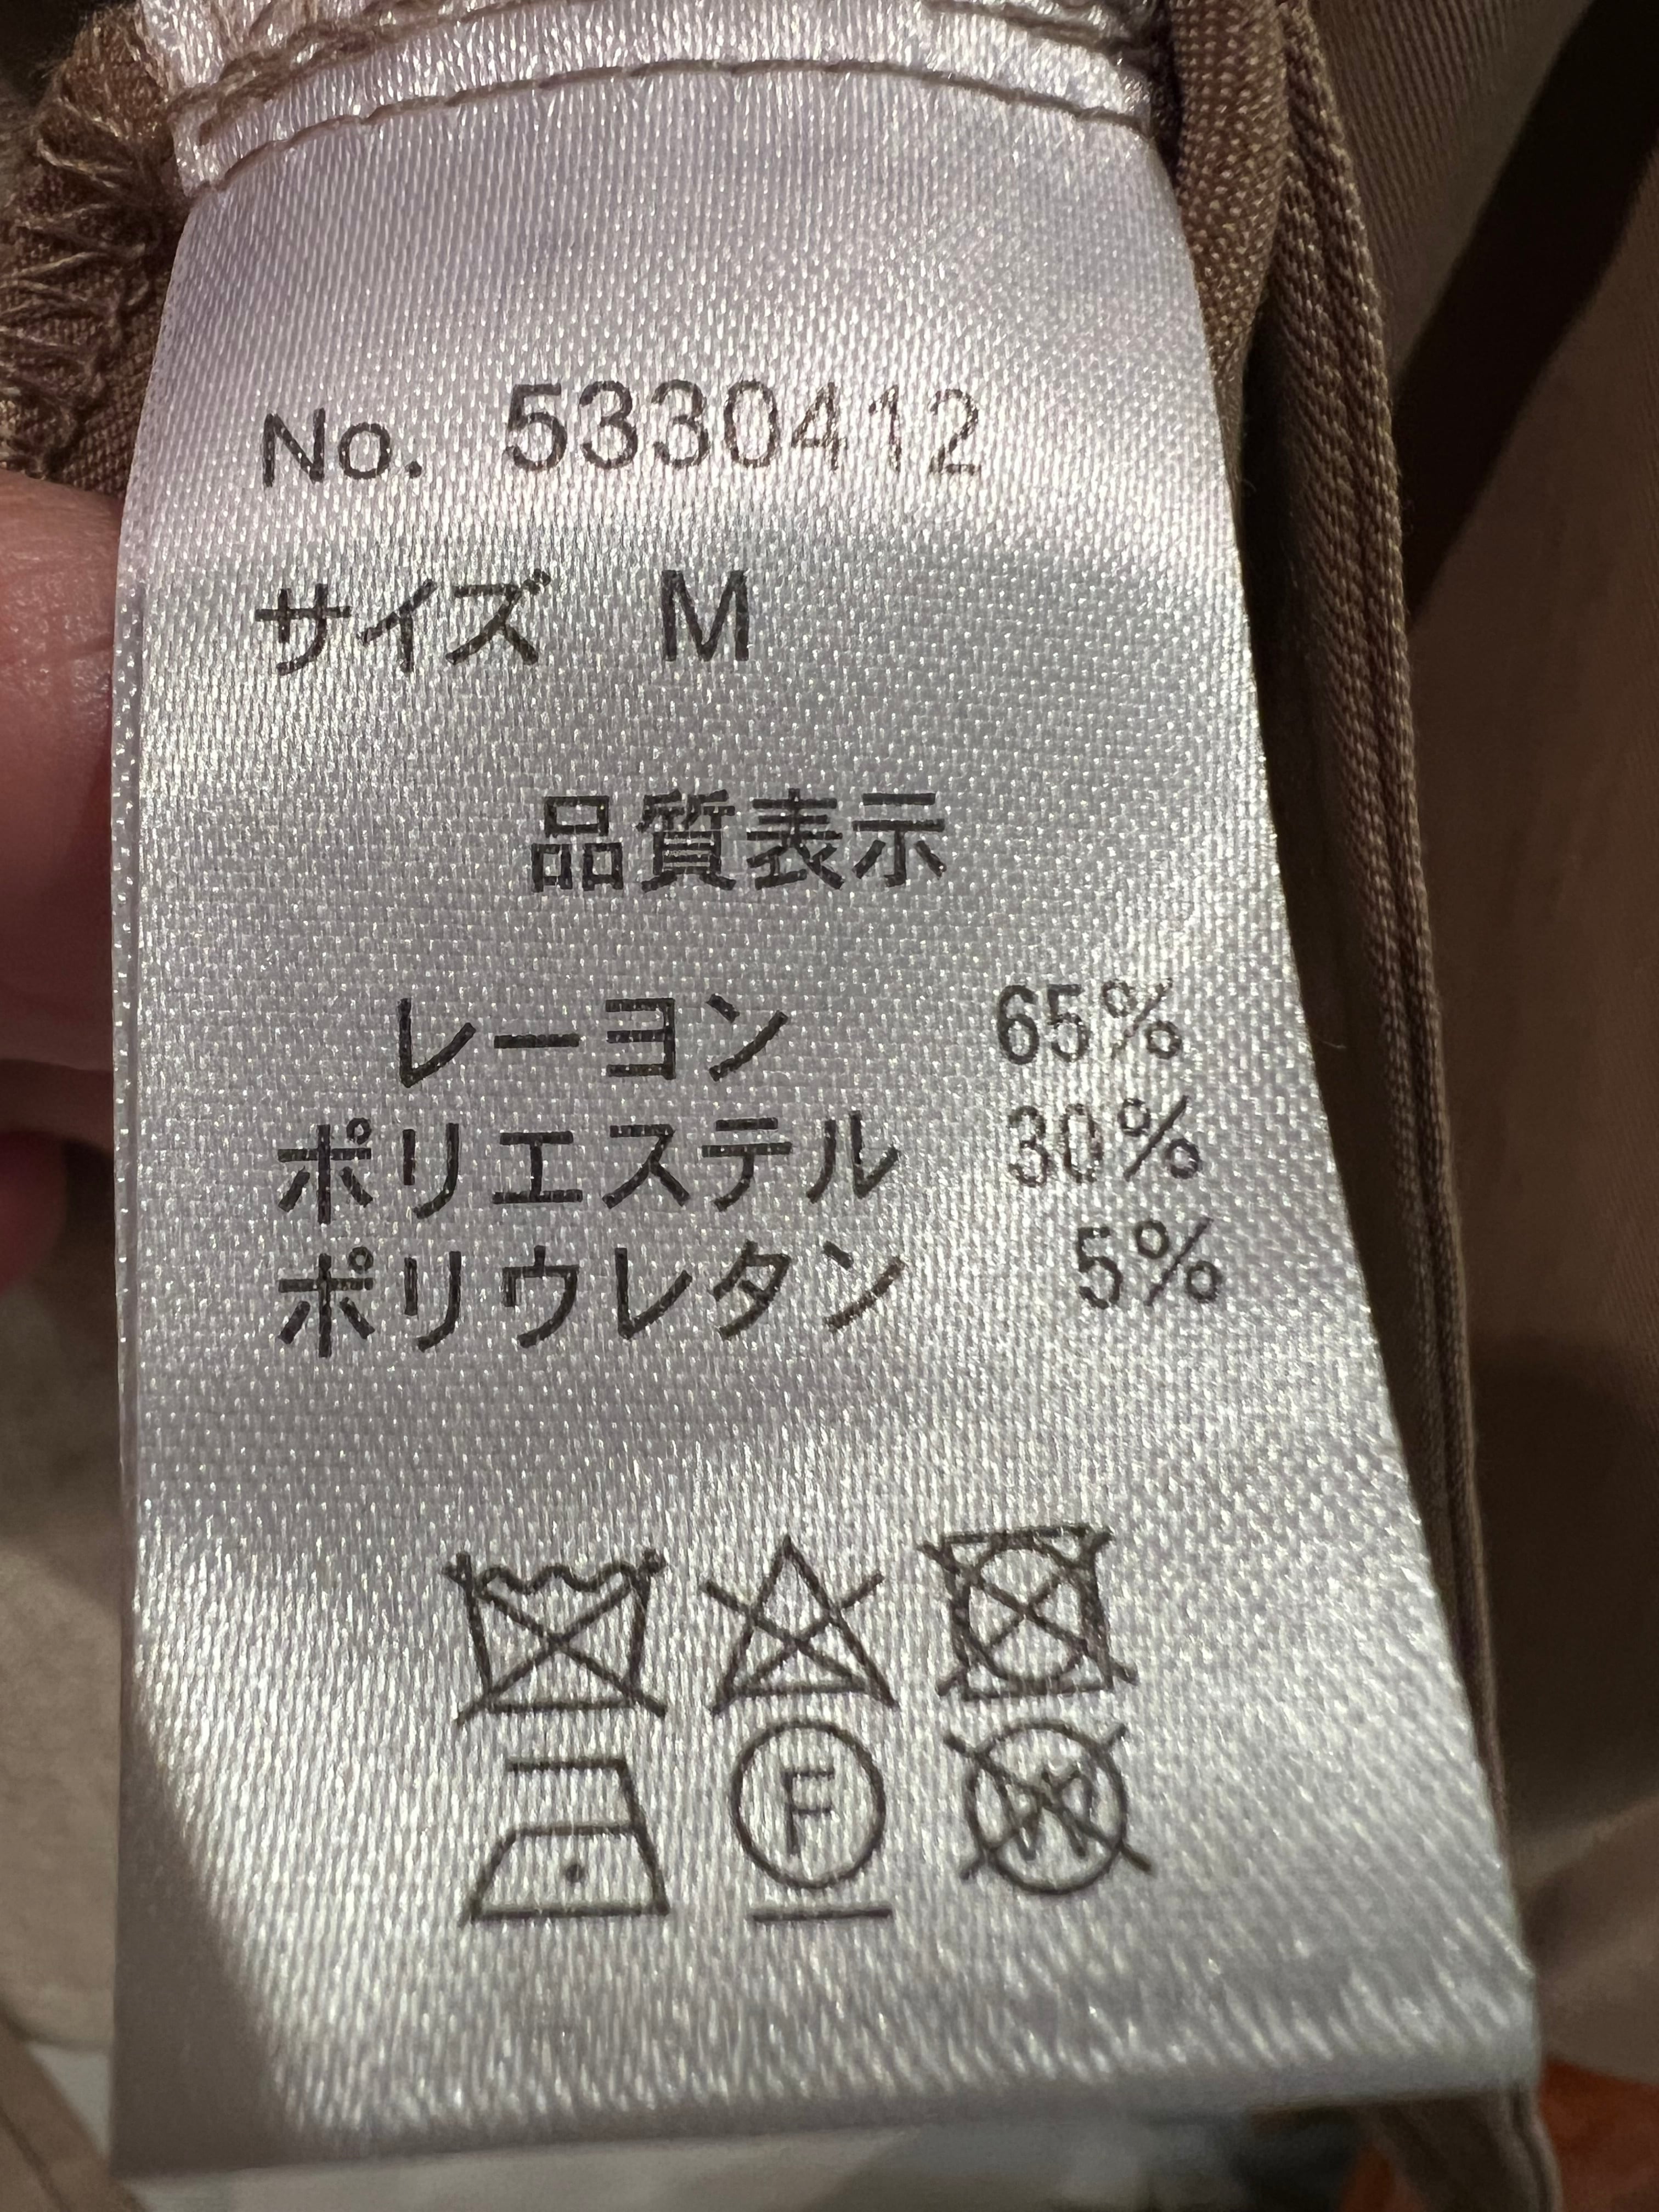 No. 5330412
サイズ M
品質表示
レーヨン 65%
ポリエステル 30%
ポリウレタン 5%
F W